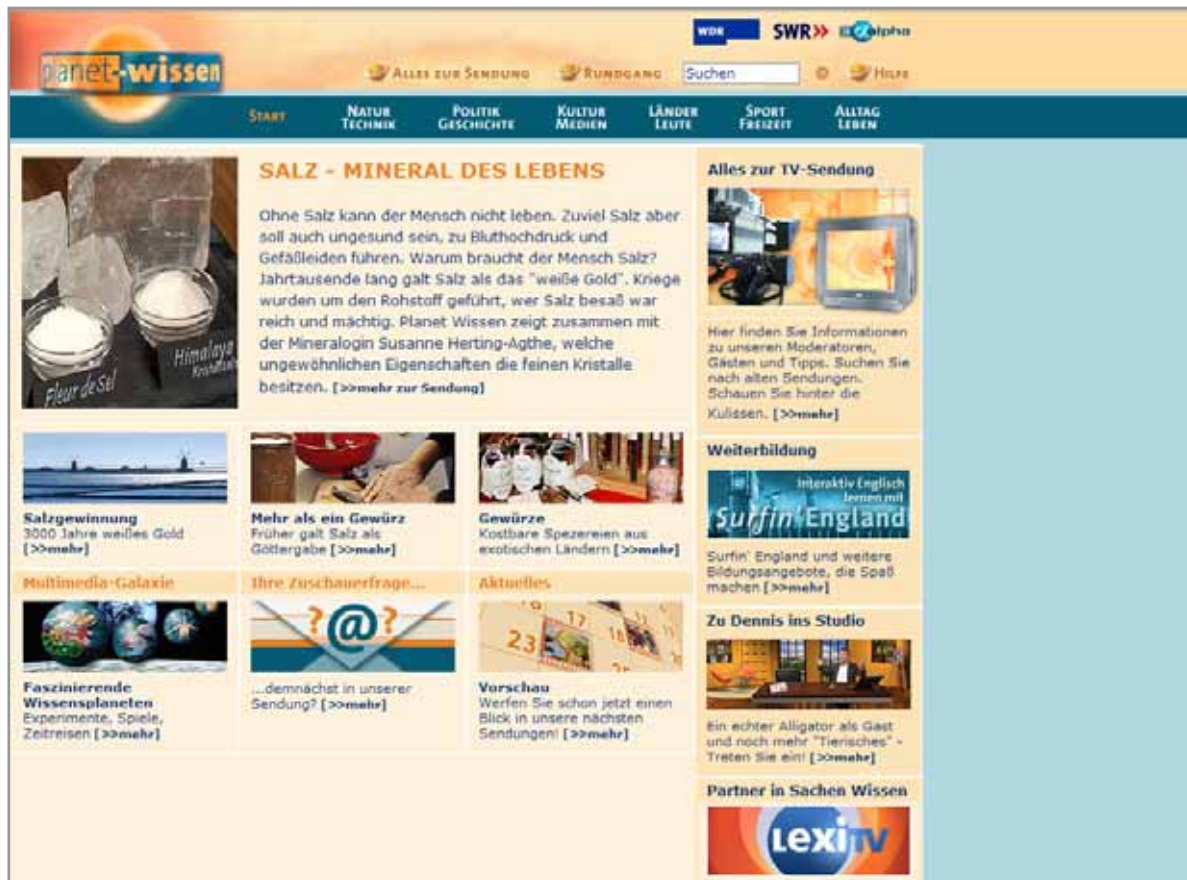 WDR SWR>> BR alpha
planet-wissen
ALLES ZUR SENDUNG RUNDGANG Suchen HILFE
START
NATUR TECHNIK
POLITIK GESCHICHTE
KULTUR MEDIEN
LÄNDER LEUTE
SPORT FREIZEIT
ALLTAG LEBEN
SALZ - MINERAL DES LEBENS
Ohne Salz kann der Mensch nicht leben. Zuviel Salz aber
soll auch ungesund sein, zu Bluthochdruck und
Gefäßleiden führen. Warum braucht der Mensch Salz?
Jahrtausende lang galt Salz als das "weiße Gold". Kriege
wurden um den Rohstoff geführt, wer Salz besaß war
reich und mächtig. Planet Wissen zeigt zusammen mit
der Mineralogin Susanne Herting-Agthe, welche
ungewöhnlichen Eigenschaften die feinen Kristalle
besitzen. [>>mehr zur Sendung]
Fleur de Sel
Himalaya
Salzgewinnung
3000 Jahre weißes Gold
[>>mehr]
Mehr als ein Gewürz
Früher galt Salz als
Göttergabe [>>mehr]
Gewürze
Kostbare Spezereien aus
exotischen Ländern [>>mehr]
Multimedia-Galaxie
Faszinierende
Wissensplaneten
Experimente, Spiele,
Zeitreisen [>>mehr]
Ihre Zuschauerfrage...
?@?
...demnächst in unserer
Sendung? [>>mehr]
Aktuelles
16
17
18
23
24
25
Vorschau
Werfen Sie schon jetzt einen
Blick in unsere nächsten
Sendungen! [>>mehr]
Alles zur TV-Sendung
Hier finden Sie Informationen
zu unseren Moderatoren,
Gästen und Tipps. Suchen Sie
nach alten Sendungen.
Schauen Sie hinter die
Kulissen. [>>mehr]
Weiterbildung
Interaktiv Englisch
lernen mit
Surfin' England
Surfin' England und weitere
Bildungsangebote, die Spaß
machen [>>mehr]
Zu Dennis ins Studio
Ein echter Alligator als Gast
und noch mehr "Tierisches" -
Treten Sie ein! [>>mehr]
Partner in Sachen Wissen
LexiTV